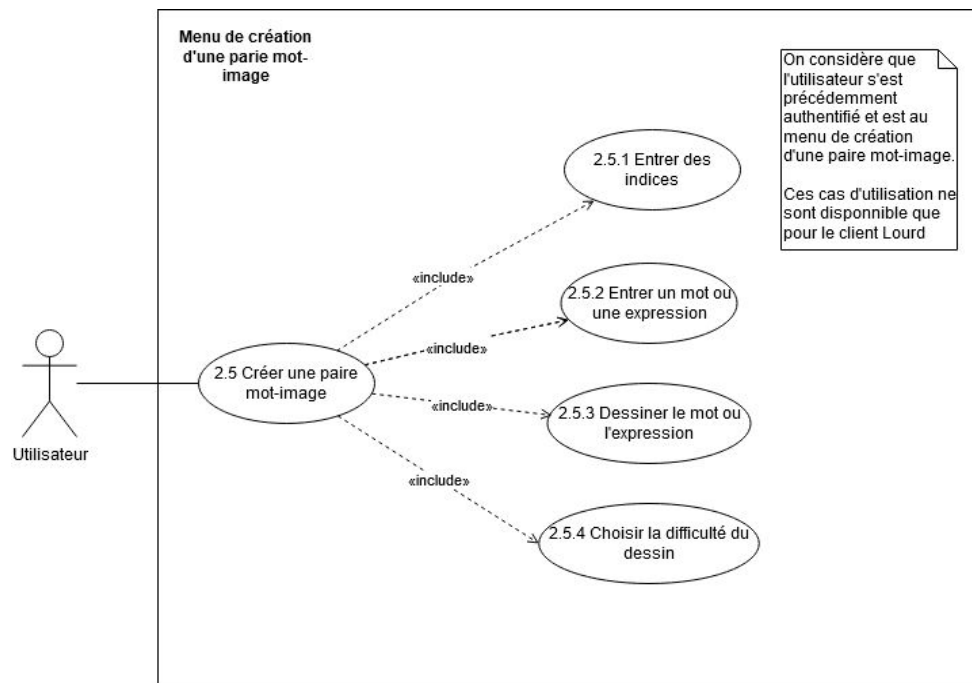 Menu de création
d'une parie mot-
image
On considère que
l'utilisateur s'est
précédemment
authentifié et est au
menu de création
d'une paire mot-image.
Ces cas d'utilisation ne
sont disponnible que
pour le client Lourd
2.5.1 Entrer des
indices
«include»
2.5.2 Entrer un mot ou
une expression
«include»
2.5 Créer une paire
mot-image
«include»
2.5.3 Dessiner le mot ou
l'expression
Utilisateur
«include»
2.5.4 Choisir la difficulté du
dessin